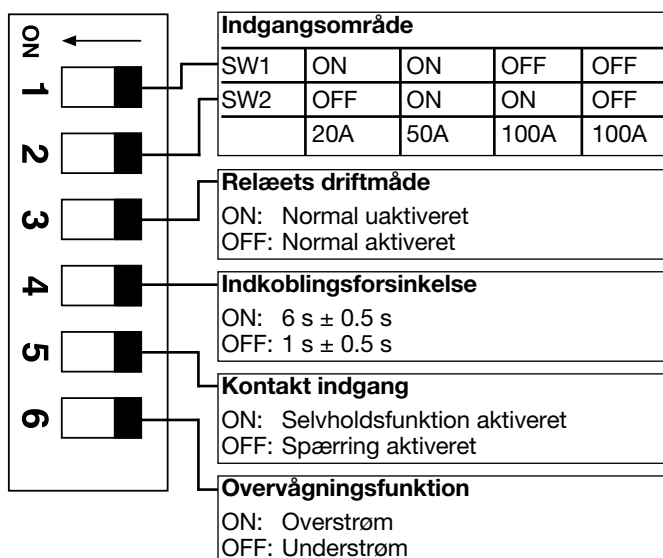 ON
1
2
3
4
5
6
Indgangsområde
SW1 ON ON OFF OFF
SW2 OFF ON ON OFF
20A 50A 100A 100A
Relæets driftmåde
ON: Normal uaktiveret
OFF: Normal aktiveret
Indkoblingsforsinkelse
ON: 6 s ± 0.5 s
OFF: 1 s ± 0.5 s
Kontakt indgang
ON: Selvholdsfunktion aktiveret
OFF: Spærring aktiveret
Overvågningsfunktion
ON: Overstrøm
OFF: Understrøm